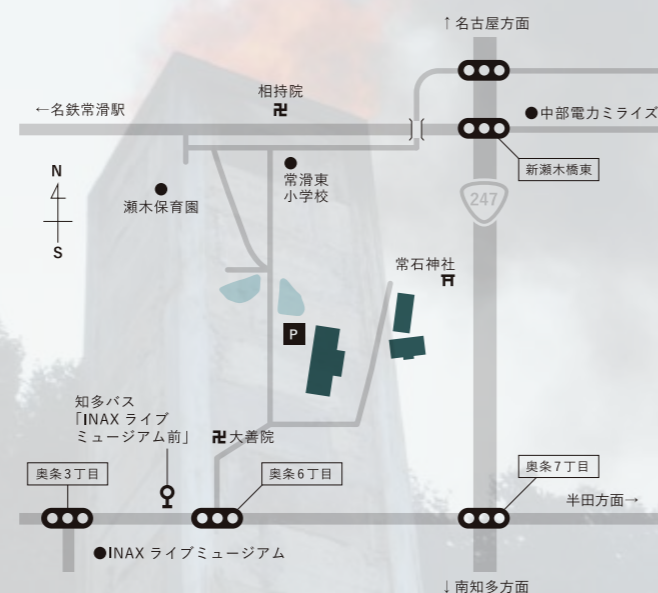 ↑名古屋方面
相持院
←名鉄常滑駅
●中部電力ミライズ
常滑東
小学校
新瀬木橋東
N
瀬木保育園
247
S
常石神社
P
知多バス
「INAX ライブ
ミュージアム前」
大善院
奥条3丁目
奥条6丁目
奥条7丁目
半田方面→
●INAX ライブミュージアム
↓南知多方面